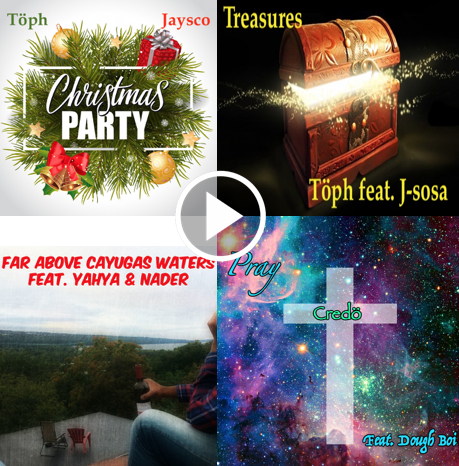 Töph
Jaysco
Christmas
PARTY
Treasures
Töph feat. J-sosa
FAR ABOVE CAYUGAS WATERS
FEAT. YAHYA & NADER
Pray
Credö
Feat. Dough Boi